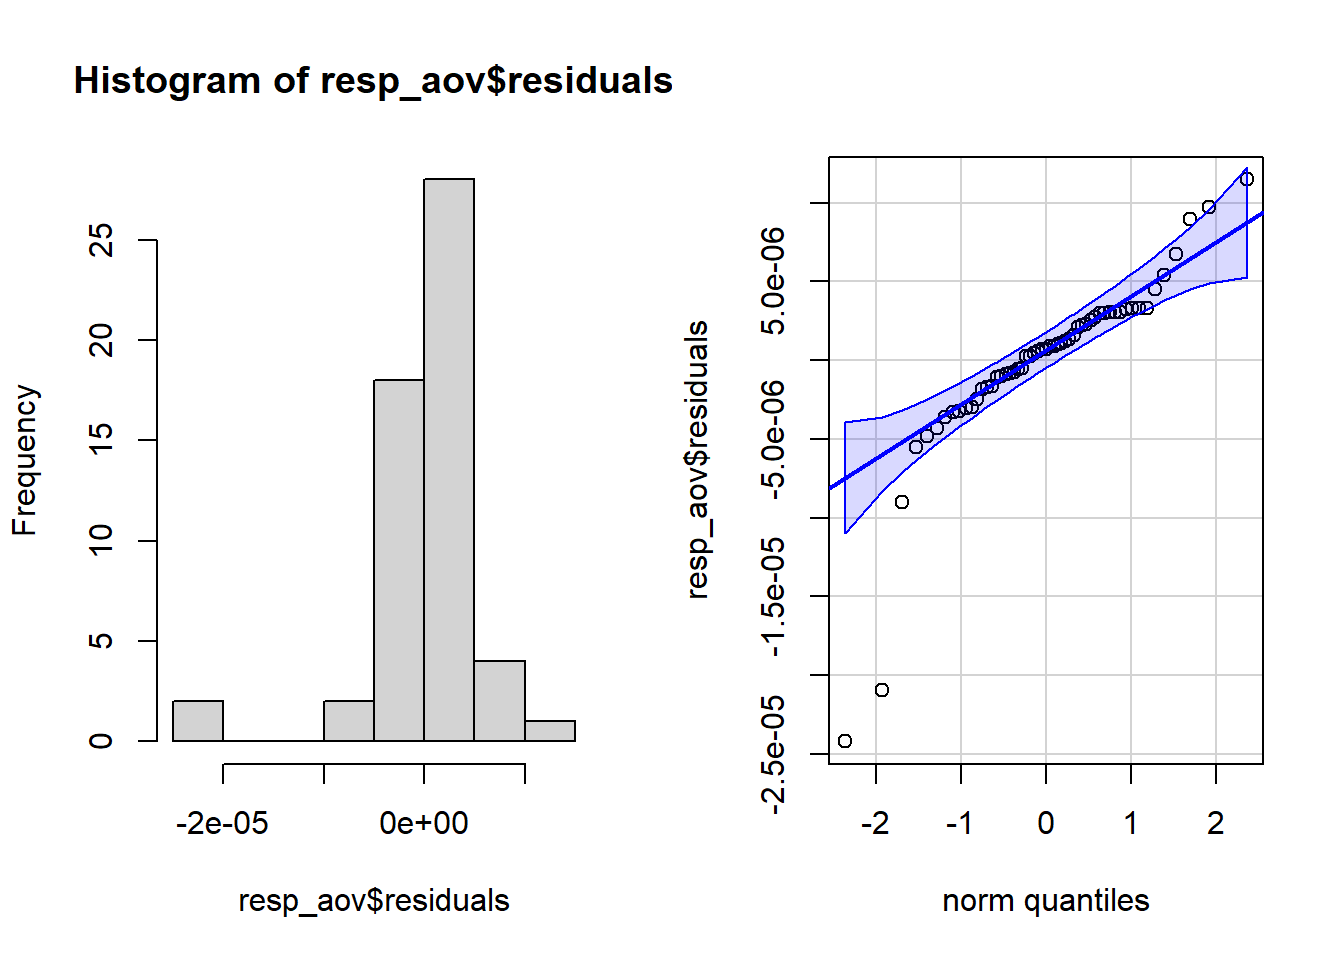 Histogram of resp_aov$residuals
Frequency
25
20
15
10
5
0
-2e-05
0e+00
resp_aov$residuals
resp_aov$residuals
5.0e-06
-5.0e-06
-1.5e-05
-2.5e-05
-2
-1
0
1
2
norm quantiles